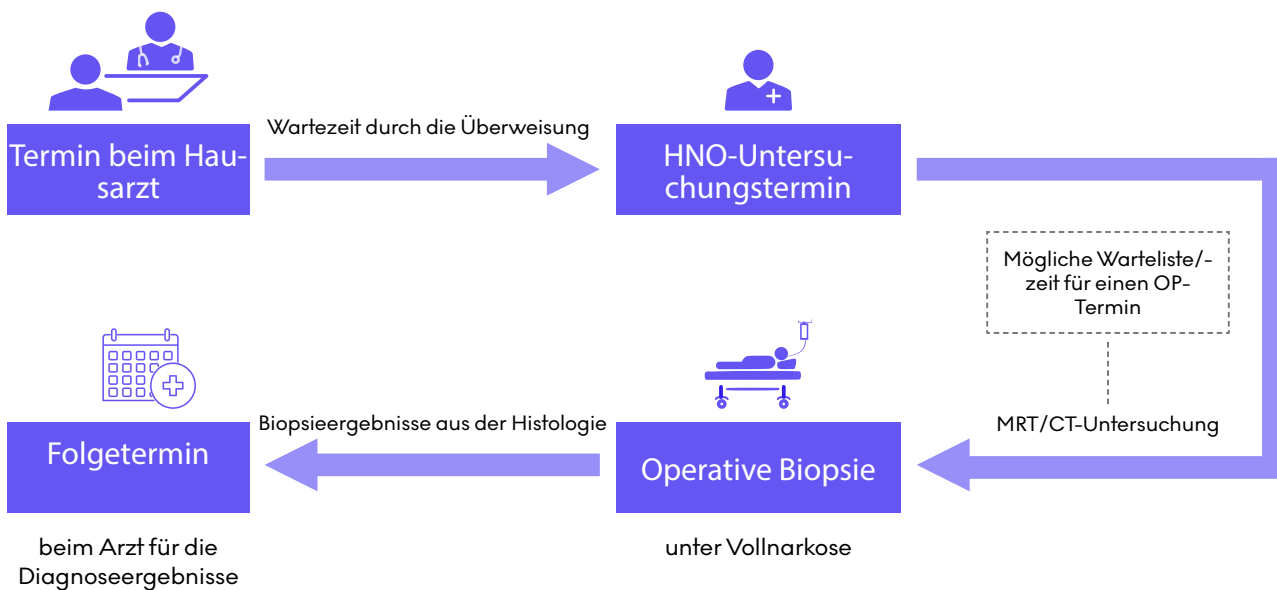 Termin beim Hau-
sarzt
Wartezeit durch die Überweisung
HNO-Untersu-
chungstermin
Mögliche Warteliste/-
zeit für einen OP-
Termin
MRT/CT-Untersuchung
Operative Biopsie
unter Vollnarkose
Biopsieergebnisse aus der Histologie
Folgetermin
beim Arzt für die
Diagnoseergebnisse